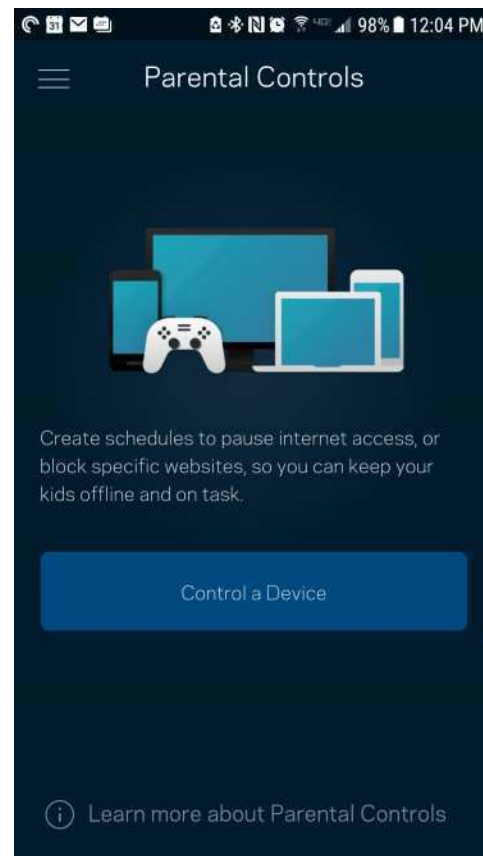 31 98% 12:04 PM
Parental Controls
Create schedules to pause internet access, or
block specific websites, so you can keep your
kids offline and on task.
Control a Device
Learn more about Parental Controls